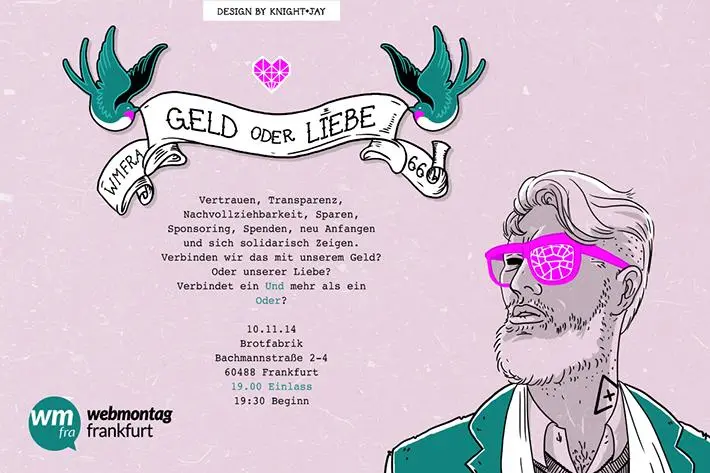 DESIGN BY KNIGHT+JAY
GELD ODER LIEBE
WMFRA
66
Vertrauen, Transparenz,
Nachvollziehbarkeit, Sparen,
Sponsoring, Spenden, neu Anfangen
und sich solidarisch Zeigen.
Verbinden wir das mit unserem Geld?
Oder unserer Liebe?
Verbindet ein Und mehr als ein
Oder?
10.11.14
Brotfabrik
Bachmannstraße 2-4
60488 Frankfurt
19.00 Einlass
19:30 Beginn
wm
fra
webmontag
frankfurt